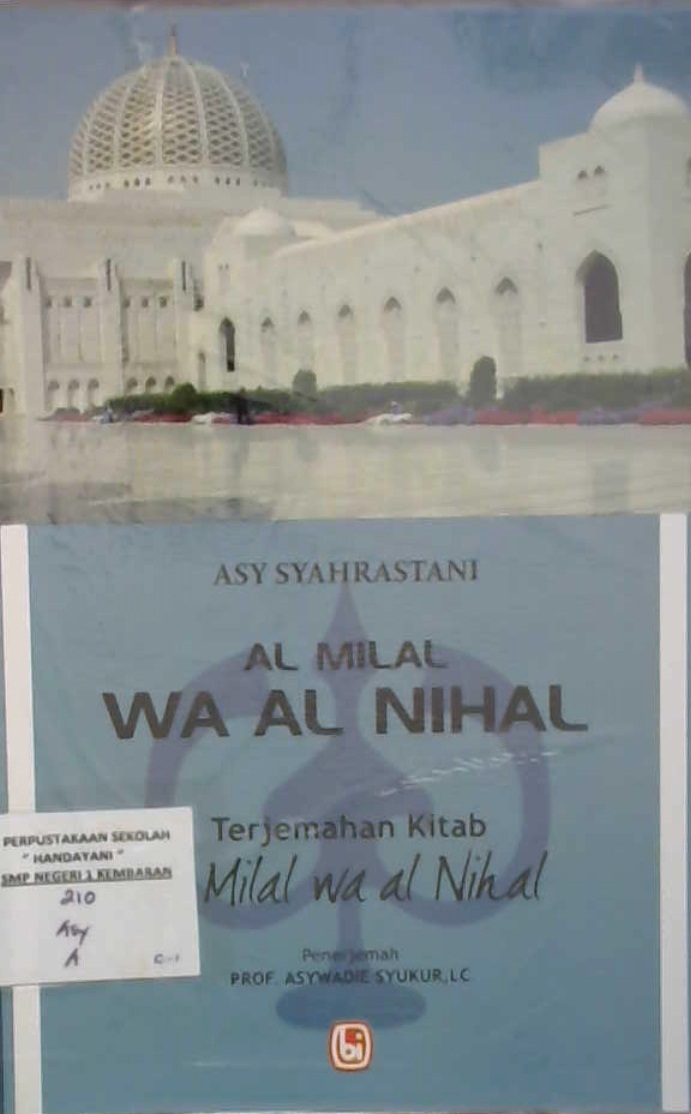 ASY SYAHRASTANI
AL MILAL
WA AL NIHAL
Terjemahan Kitab
Milal wa al Nihal
Penerjemah
PROF. ASYWADIE SYUKUR,LC
bi
PERPUSTAKAAN SEKOLAH
"HANDAYANI"
SMP NEGERI 1 KEMBARAN
210
Asy
A C-1